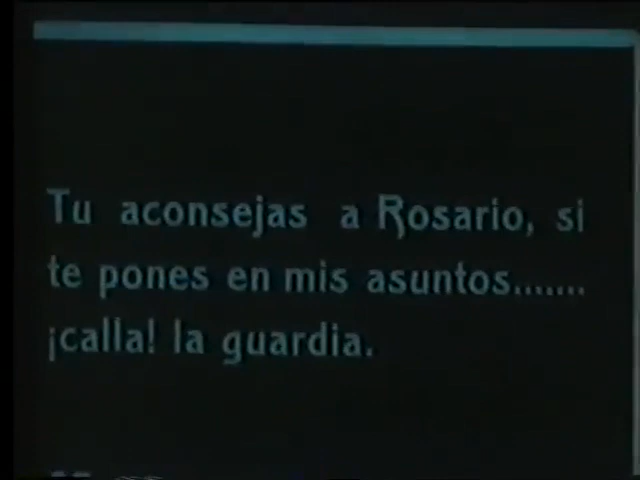 Tu aconsejas a Rosario, si
te pones en mis asuntos.......
¡calla! la guardia.